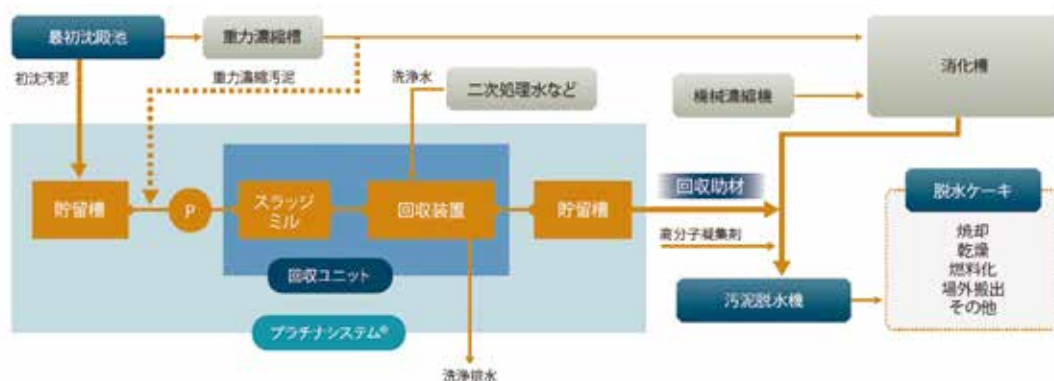 最初沈殿池
重力濃縮槽
消化槽
初沈汚泥
重力濃縮汚泥
洗浄水
二次処理水など
機械濃縮機
貯留槽
P
スラッジ
ミル
回収装置
貯留槽
回収助材
高分子凝集剤
脱水ケーキ
焼却
乾燥
燃料化
場外搬出
その他
回収ユニット
汚泥脱水機
プラチナシステム®
洗浄排水